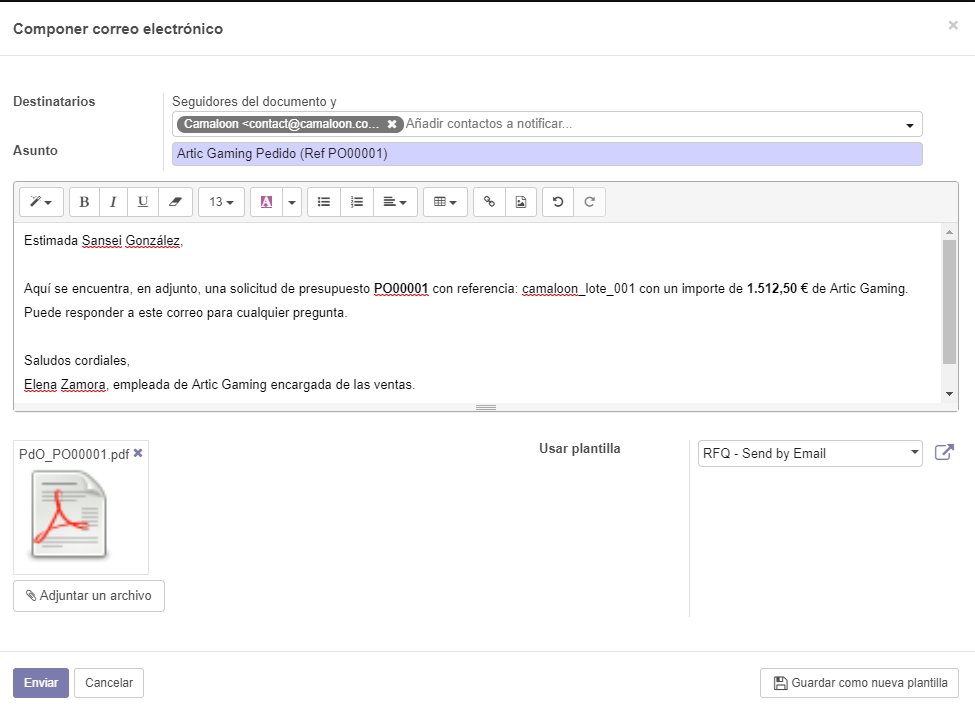 Componer correo electrónico
×
Destinatarios
Seguidores del documento y
Camaloon <contact@camaloon.co... ✖ Añadir contactos a notificar...
Asunto
Artic Gaming Pedido (Ref PO00001)
B I U 13 A
Estimada Sansei González,
Aquí se encuentra, en adjunto, una solicitud de presupuesto PO00001 con referencia: camaloon_lote_001 con un importe de 1.512,50 € de Artic Gaming.
Puede responder a este correo para cualquier pregunta.
Saludos cordiales,
Elena Zamora, empleada de Artic Gaming encargada de las ventas.
PdO_PO00001.pdf ✖
Usar plantilla
RFQ - Send by Email
Adjuntar un archivo
Enviar
Cancelar
Guardar como nueva plantilla